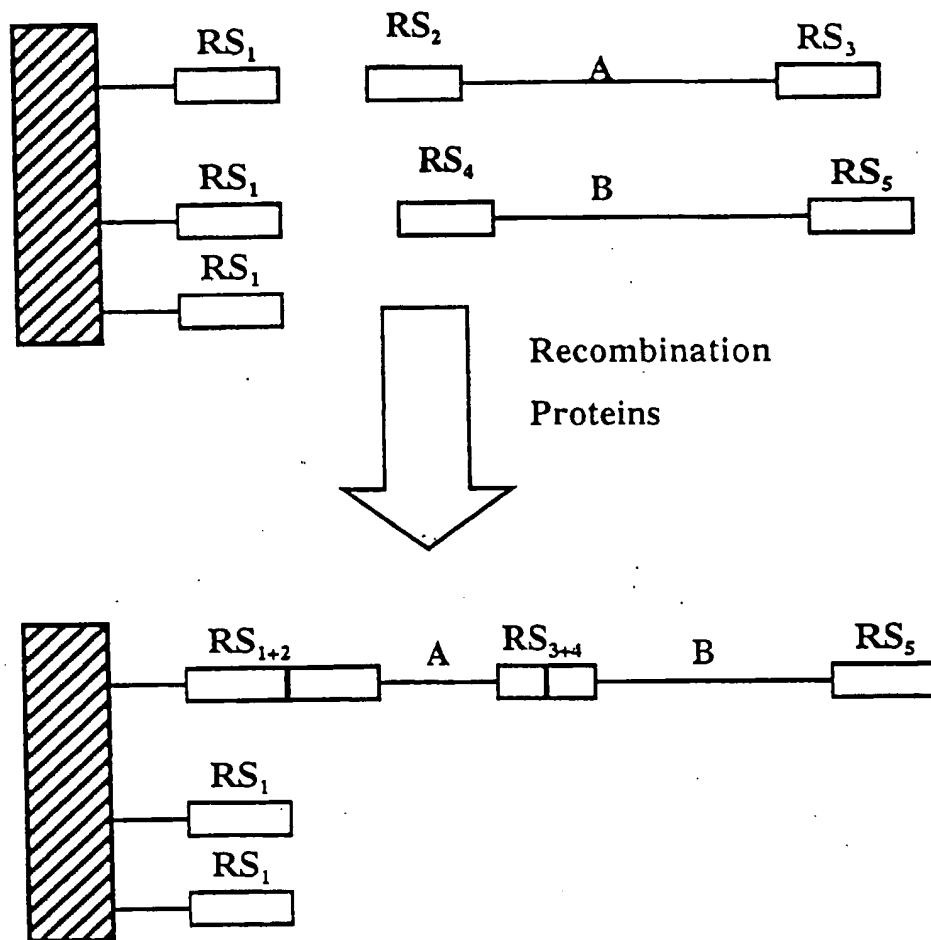 RS₁ RS₂ A RS₃
RS₁ RS₄ B RS₅
RS₁
Recombination
Proteins
RS₁₊₂ A RS₃₊₄ B RS₅
RS₁
RS₁